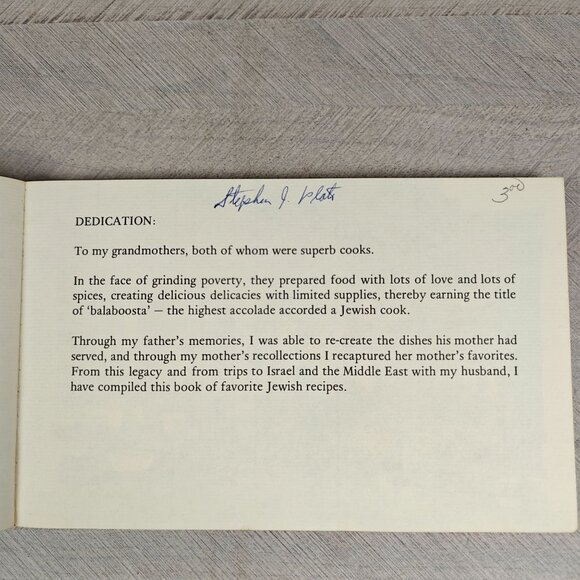 Stephen J.
3.00
DEDICATION:
To my grandmothers, both of whom were superb cooks.
In the face of grinding poverty, they prepared food with lots of love and lots of
spices, creating delicious delicacies with limited supplies, thereby earning the title
of 'balaboosta' — the highest accolade accorded a Jewish cook.
Through my father's memories, I was able to re-create the dishes his mother had
served, and through my mother's recollections I recaptured her mother's favorites.
From this legacy and from trips to Israel and the Middle East with my husband, I
have compiled this book of favorite Jewish recipes.